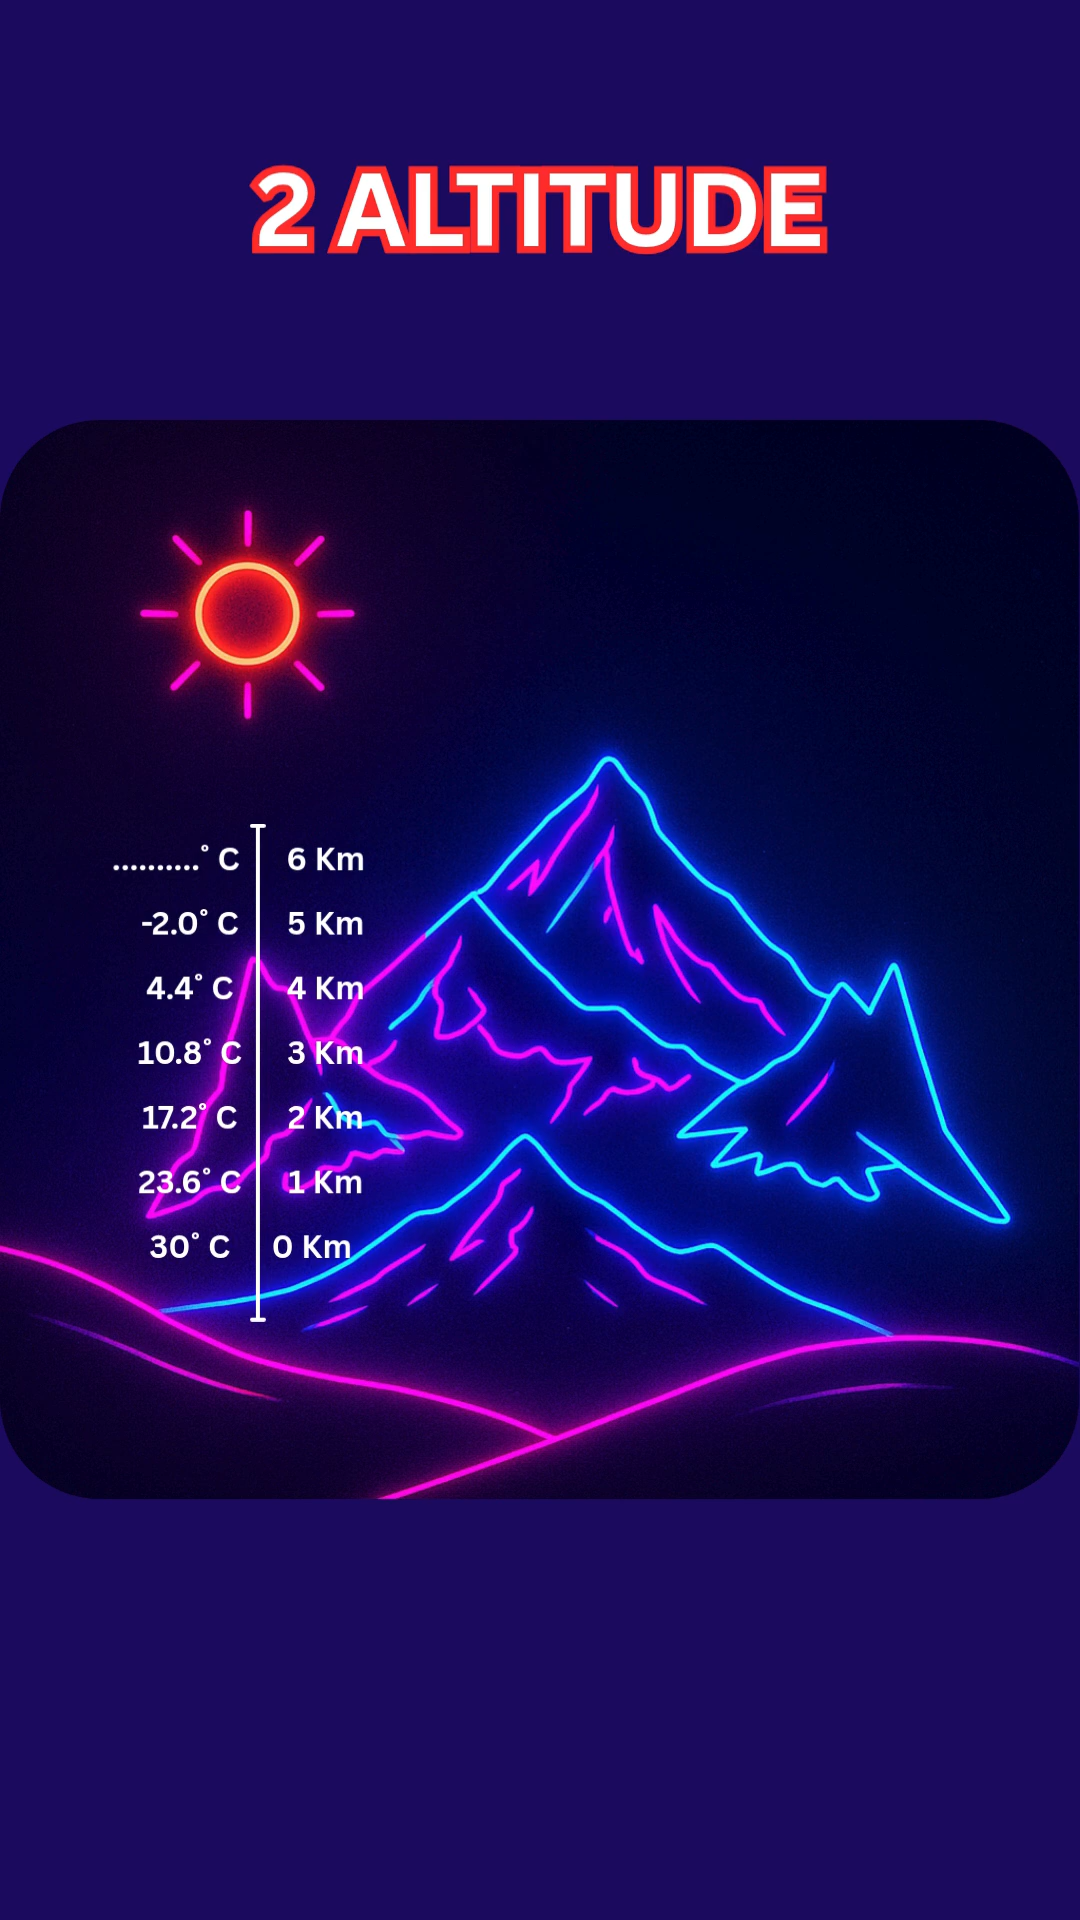 2 ALTITUDE
..........° C 6 Km
-2.0° C 5 Km
4.4° C 4 Km
10.8° C 3 Km
17.2° C 2 Km
23.6° C 1 Km
30° C 0 Km